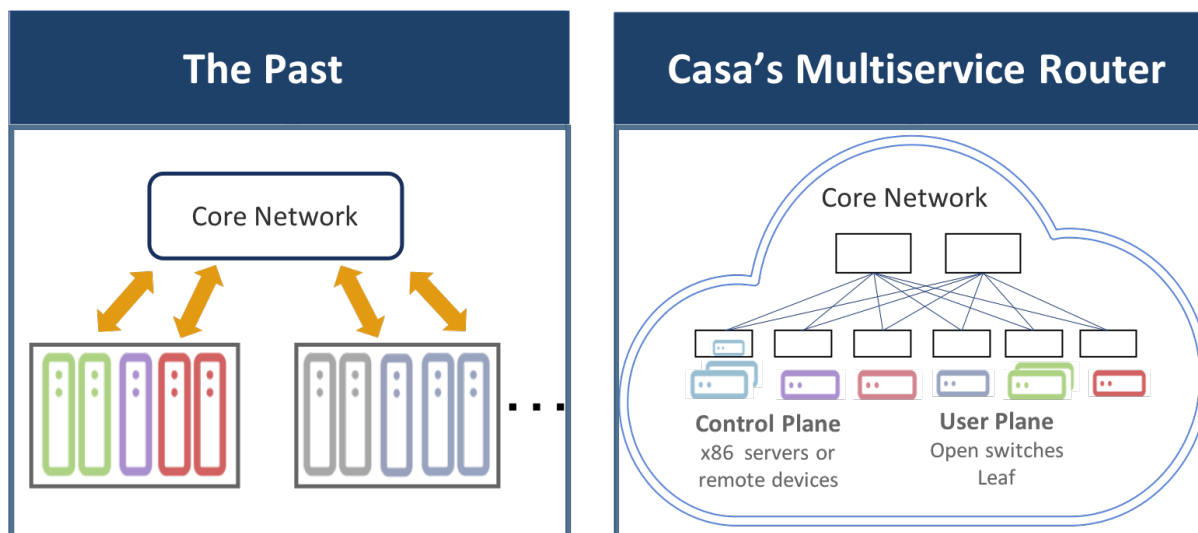 The Past
Core Network
...
Casa's Multiservice Router
Core Network
Control Plane
x86 servers or
remote devices
User Plane
Open switches
Leaf